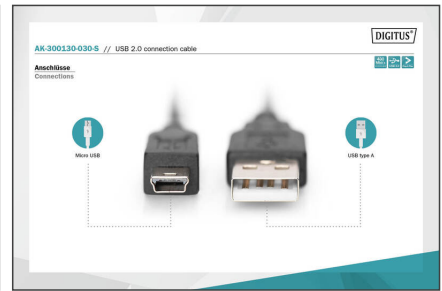 DIGITUS®
AK-300130-030-S // USB 2.0 connection cable
Anschlüsse
Connections
Micro USB
USB type A